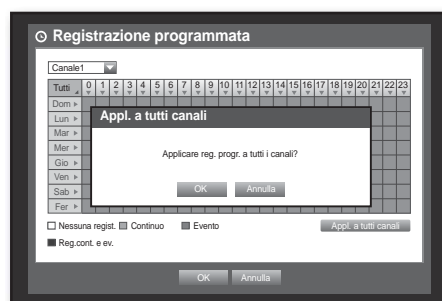 Registrazione programmata
Canale1
Tutti 0 1 2 3 4 5 6 7 8 9 10 11 12 13 14 15 16 17 18 19 20 21 22 23
Dom
Lun
Mar
Mer
Gio
Ven
Sab
Fer
Appl. a tutti canali
Applicare reg. progr. a tutti i canali?
OK Annulla
Nessuna regist. Continuo Evento Appl. a tutti canali
Reg.cont. e ev.
OK Annulla